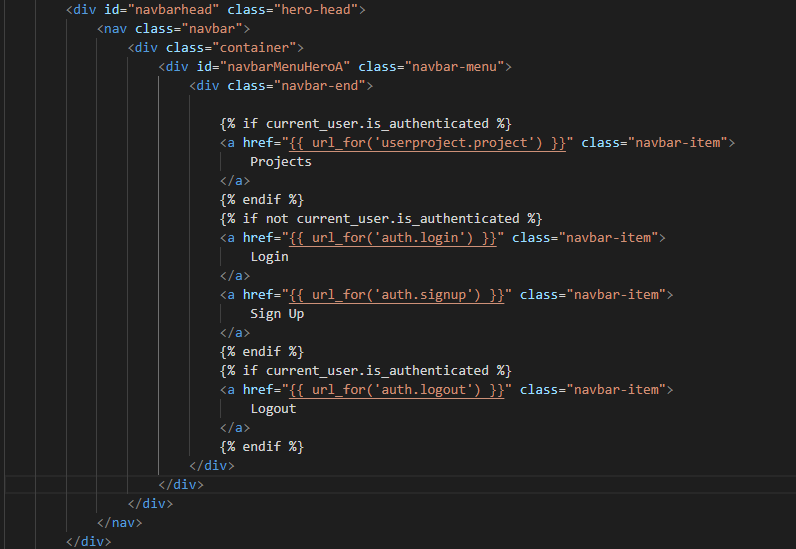 <div id="navbarhead" class="hero-head">
<nav class="navbar">
<div class="container">
<div id="navbarMenuHeroA" class="navbar-menu">
<div class="navbar-end">
{% if current_user.is_authenticated %}
<a href="{{ url_for('userproject.project') }}" class="navbar-item">
Projects
</a>
{% endif %}
{% if not current_user.is_authenticated %}
<a href="{{ url_for('auth.login') }}" class="navbar-item">
Login
</a>
<a href="{{ url_for('auth.signup') }}" class="navbar-item">
Sign Up
</a>
{% endif %}
{% if current_user.is_authenticated %}
<a href="{{ url_for('auth.logout') }}" class="navbar-item">
Logout
</a>
{% endif %}
</div>
</div>
</div>
</nav>
</div>